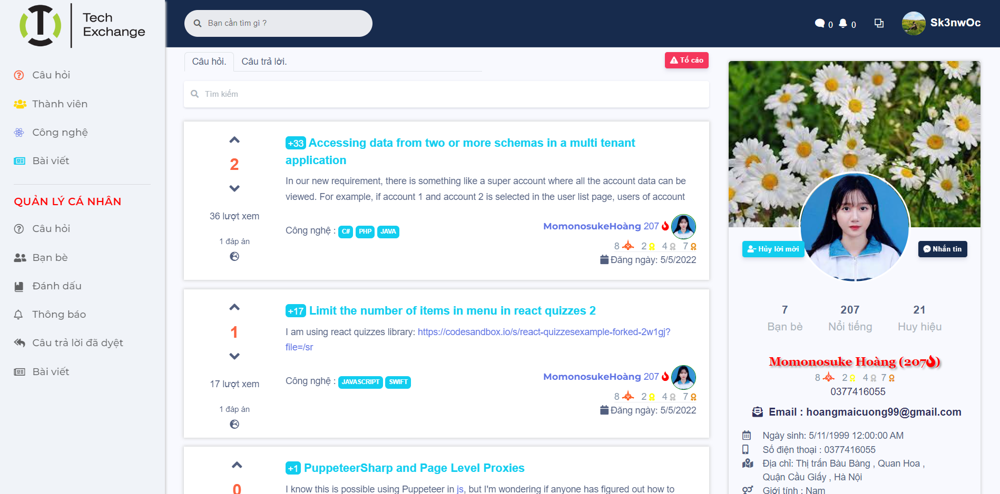 Tech
Exchange
Bạn cần tìm gì ?
0 0
Sk3nwOc
Câu hỏi
Thành viên
Công nghệ
Bài viết
QUẢN LÝ CÁ NHÂN
Câu hỏi
Bạn bè
Đánh dấu
Thông báo
Câu trả lời đã dyệt
Bài viết
Câu hỏi.
Câu trả lời.
Tố cáo
Tìm kiếm
2
36 lượt xem
1 đáp án
+33 Accessing data from two or more schemas in a multi tenant
application
In our new requirement, there is something like a super account where all the account data can be
viewed. For example, if account 1 and account 2 is selected in the user list page, users of account
Công nghệ : C# PHP JAVA
MomonosukeHoàng 207
8 2 4 7
Đăng ngày: 5/5/2022
1
17 lượt xem
1 đáp án
+17 Limit the number of items in menu in react quizzes 2
I am using react quizzes library: https://codesandbox.io/s/react-quizzesexample-forked-2w1gj?
file=/sr
Công nghệ : JAVASCRIPT SWIFT
MomonosukeHoàng 207
8 2 4 7
Đăng ngày: 5/5/2022
0
+1 PuppeteerSharp and Page Level Proxies
I know this is possible using Puppeteer in js, but I'm wondering if anyone has figured out how to
Hủy lời mời
Nhắn tin
7 207 21
Bạn bè Nổi tiếng Huy hiệu
Momonosuke Hoàng (207)
8 2 4 7
0377416055
Email : hoangmaicuong99@gmail.com
Ngày sinh: 5/11/1999 12:00:00 AM
Số điện thoại : 0377416055
Địa chỉ: Thị trấn Bàu Bàng , Quan Hoa ,
Quận Cầu Giấy , Hà Nội
Giới tính : Nam